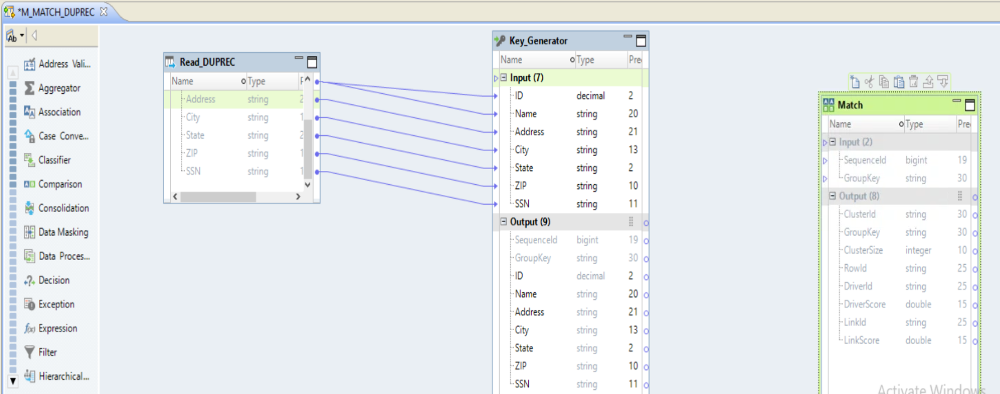 *M_MATCH_DUPREC
Ab
Address Vali...
Aggregator
Association
Case Conve...
Classifier
Comparison
Consolidation
Data Masking
Data Proces...
Decision
Exception
f(x) Expression
Filter
Hierarchical...
Read_DUPREC
Name Type
Address string 2
City string 1
State string 2
ZIP string 1
SSN string 1
Key_Generator
Name Type Pre
Input (7)
ID decimal 2
Name string 20
Address string 21
City string 13
State string 2
ZIP string 10
SSN string 11
Output (9)
SequenceId bigint 19
GroupKey string 30
ID decimal 2
Name string 20
Address string 21
City string 13
State string 2
ZIP string 10
SSN string 11
Match
Name Type Pre
Input (2)
SequenceId bigint 19
GroupKey string 30
Output (8)
ClusterId string 30
GroupKey string 30
ClusterSize integer 10
RowId string 25
DriverId string 25
DriverScore double 15
LinkId string 25
LinkScore double 15
Activate Windows